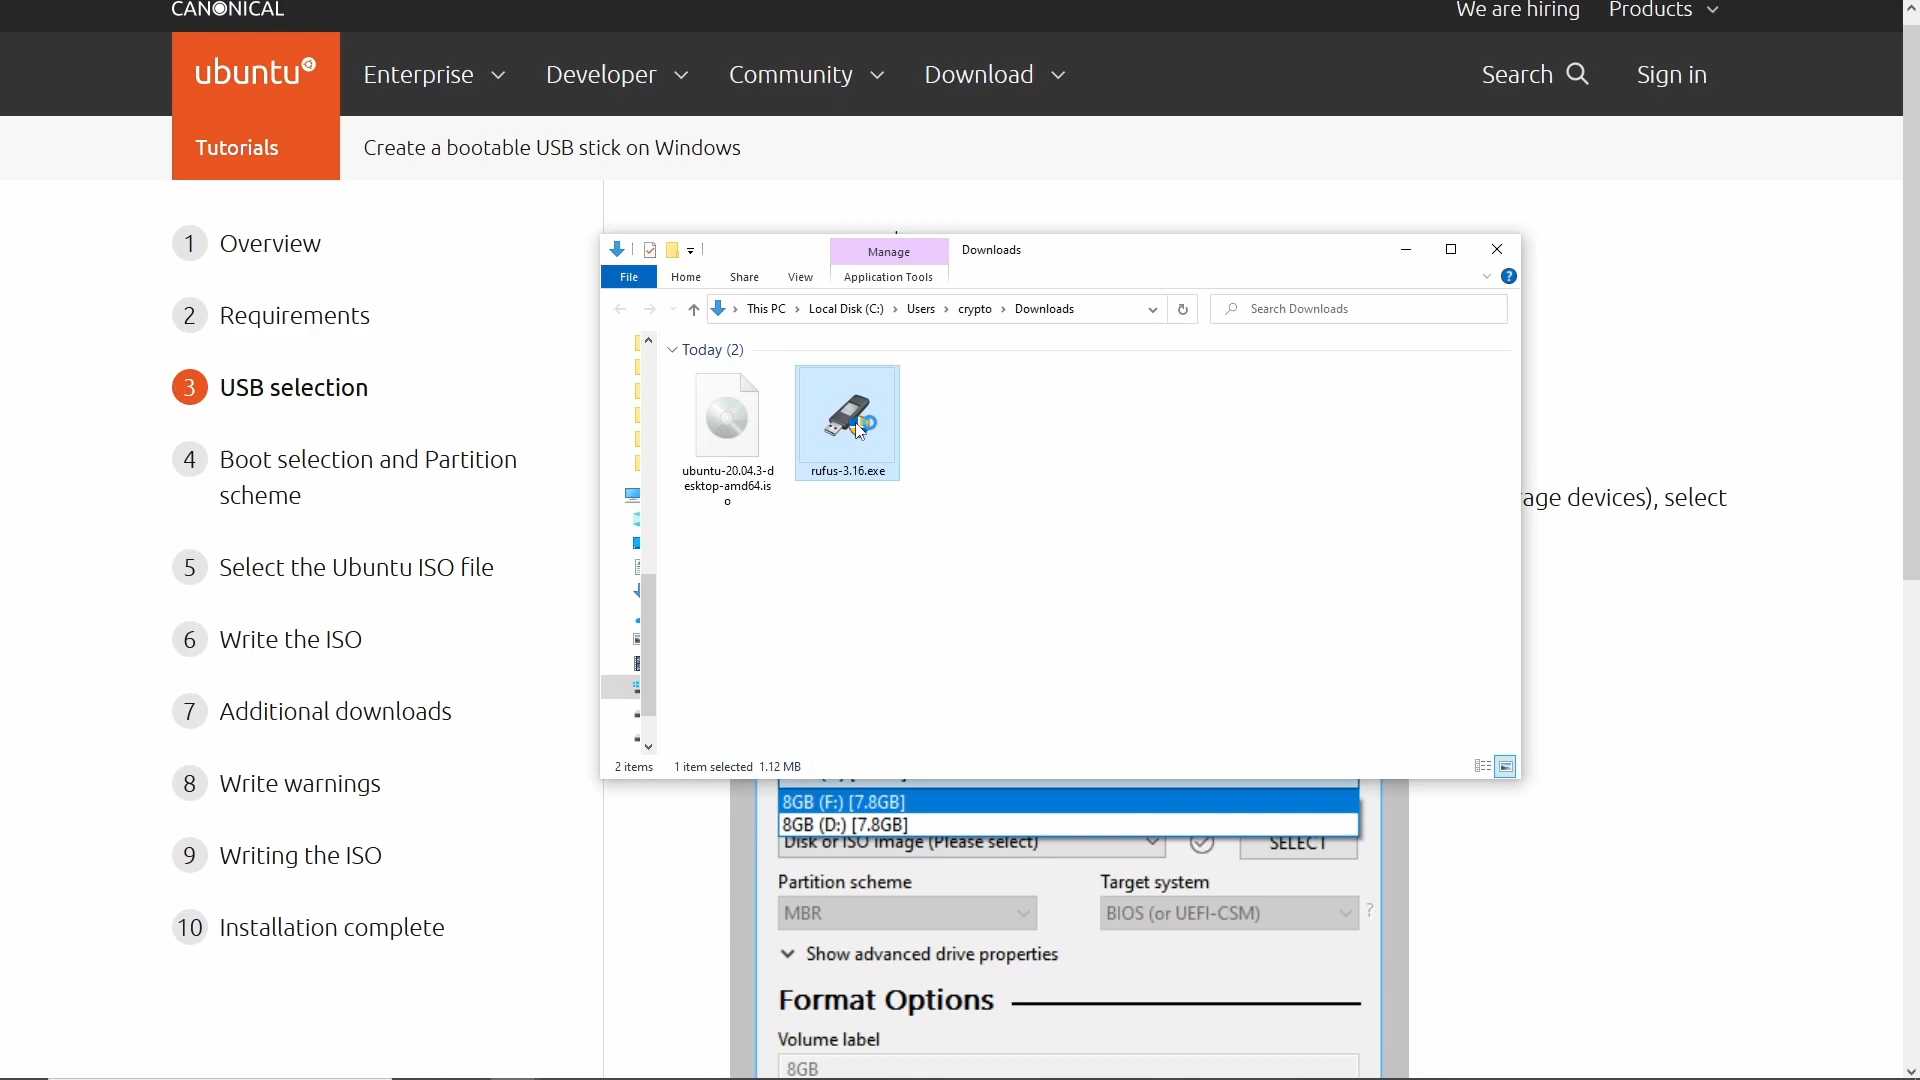 CANONICAL
We are hiring
Products
ubuntu
Enterprise
Developer
Community
Download
Search
Sign in
Tutorials
Create a bootable USB stick on Windows
1 Overview
2 Requirements
3 USB selection
4 Boot selection and Partition
scheme
5 Select the Ubuntu ISO file
6 Write the ISO
7 Additional downloads
8 Write warnings
9 Writing the ISO
10 Installation complete
Manage
Downloads
File
Home
Share
View
Application Tools
?
This PC
Local Disk (C:)
Users
crypto
Downloads
Search Downloads
Today (2)
ubuntu-20.04.3-d
esktop-amd64.is
o
rufus-3.16.exe
2 items
1 item selected 1.12 MB
age devices), select
8GB (F:) [7.8GB]
8GB (D:) [7.8GB]
Disk or ISO image (Please select)
SELECT
Partition scheme
Target system
MBR
BIOS (or UEFI-CSM)
?
Show advanced drive properties
Format Options
Volume label
8GB